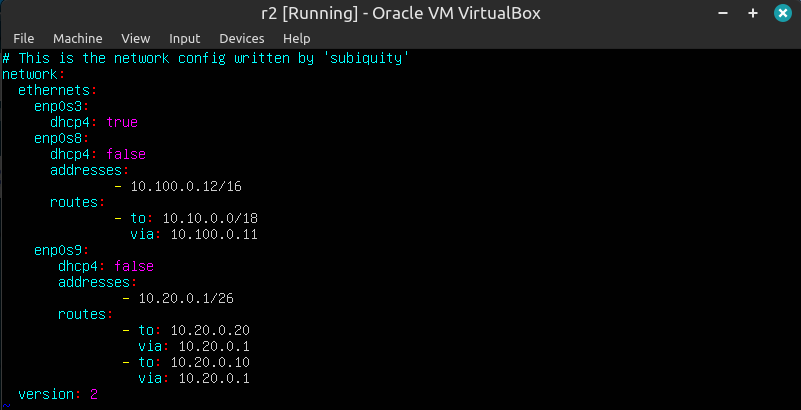 r2 [Running] - Oracle VM VirtualBox
File Machine View Input Devices Help
# This is the network config written by 'subiquity'
network:
  ethernets:
    enp0s3:
      dhcp4: true
    enp0s8:
      dhcp4: false
      addresses:
              - 10.100.0.12/16
      routes:
              - to: 10.10.0.0/18
                via: 10.100.0.11
    enp0s9:
       dhcp4: false
       addresses:
               - 10.20.0.1/26
       routes:
               - to: 10.20.0.20
                 via: 10.20.0.1
               - to: 10.20.0.10
                 via: 10.20.0.1
  version: 2
~